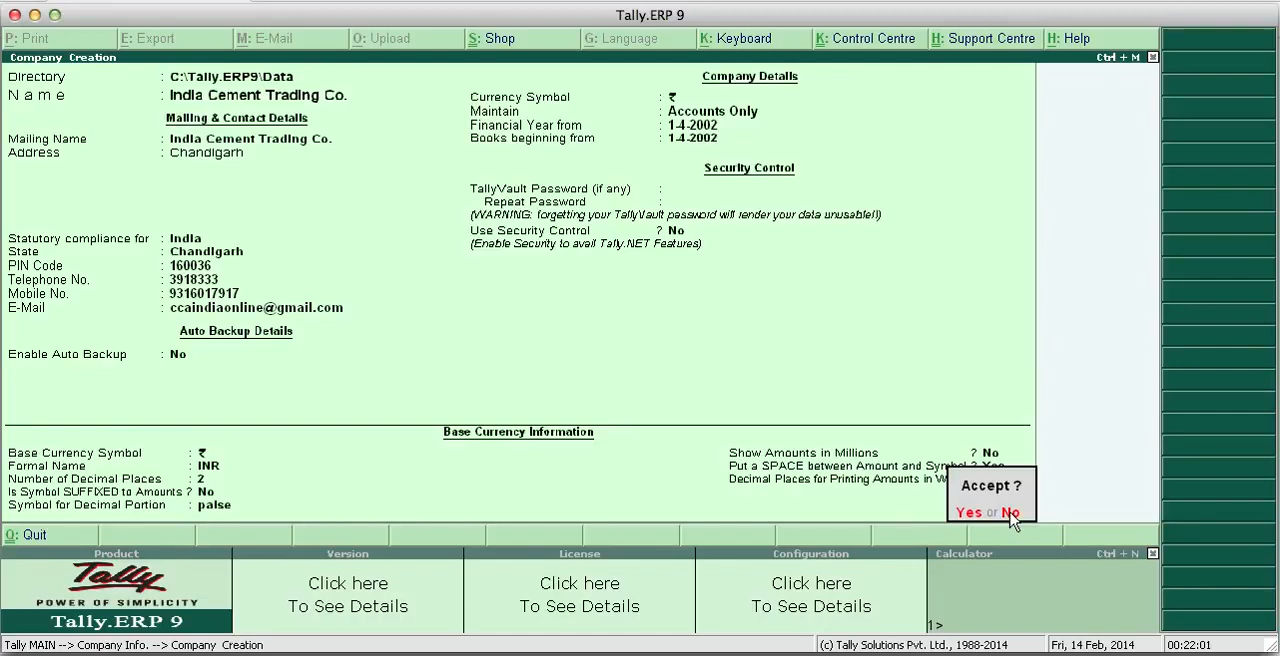 Tally.ERP 9
P: Print E: Export M: E-Mail O: Upload S: Shop G: Language K: Keyboard K: Control Centre H: Support Centre H: Help
Company Creation Ctrl + M
Directory : C:\Tally.ERP9\Data
Name : India Cement Trading Co.
Mailing & Contact Details
Mailing Name : India Cement Trading Co.
Address : Chandigarh
Statutory compliance for : India
State : Chandigarh
PIN Code : 160036
Telephone No. : 3918333
Mobile No. : 9316017917
E-Mail : ccaindiaonline@gmail.com
Auto Backup Details
Enable Auto Backup : No
Company Details
Currency Symbol : ₹
Maintain : Accounts Only
Financial Year from : 1-4-2002
Books beginning from : 1-4-2002
Security Control
TallyVault Password (if any) :
Repeat Password :
(WARNING: forgetting your TallyVault password will render your data unusable!!)
Use Security Control ? No
(Enable Security to avail Tally.NET Features)
Base Currency Information
Base Currency Symbol : ₹
Formal Name : INR
Number of Decimal Places : 2
Is Symbol SUFFIXED to Amounts ? No
Symbol for Decimal Portion : paise
Show Amounts in Millions ? No
Put a SPACE between Amount and Symbol ? Yes
Decimal Places for Printing Amounts in W
Accept ?
Yes or No
Q: Quit
Product Version License Configuration Calculator Ctrl + N
Tally
POWER OF SIMPLICITY
Tally.ERP 9
Click here
To See Details
Click here
To See Details
Click here
To See Details
1>
Tally MAIN --> Company Info. --> Company Creation (c) Tally Solutions Pvt. Ltd., 1988-2014 Fri, 14 Feb, 2014 00:22:01